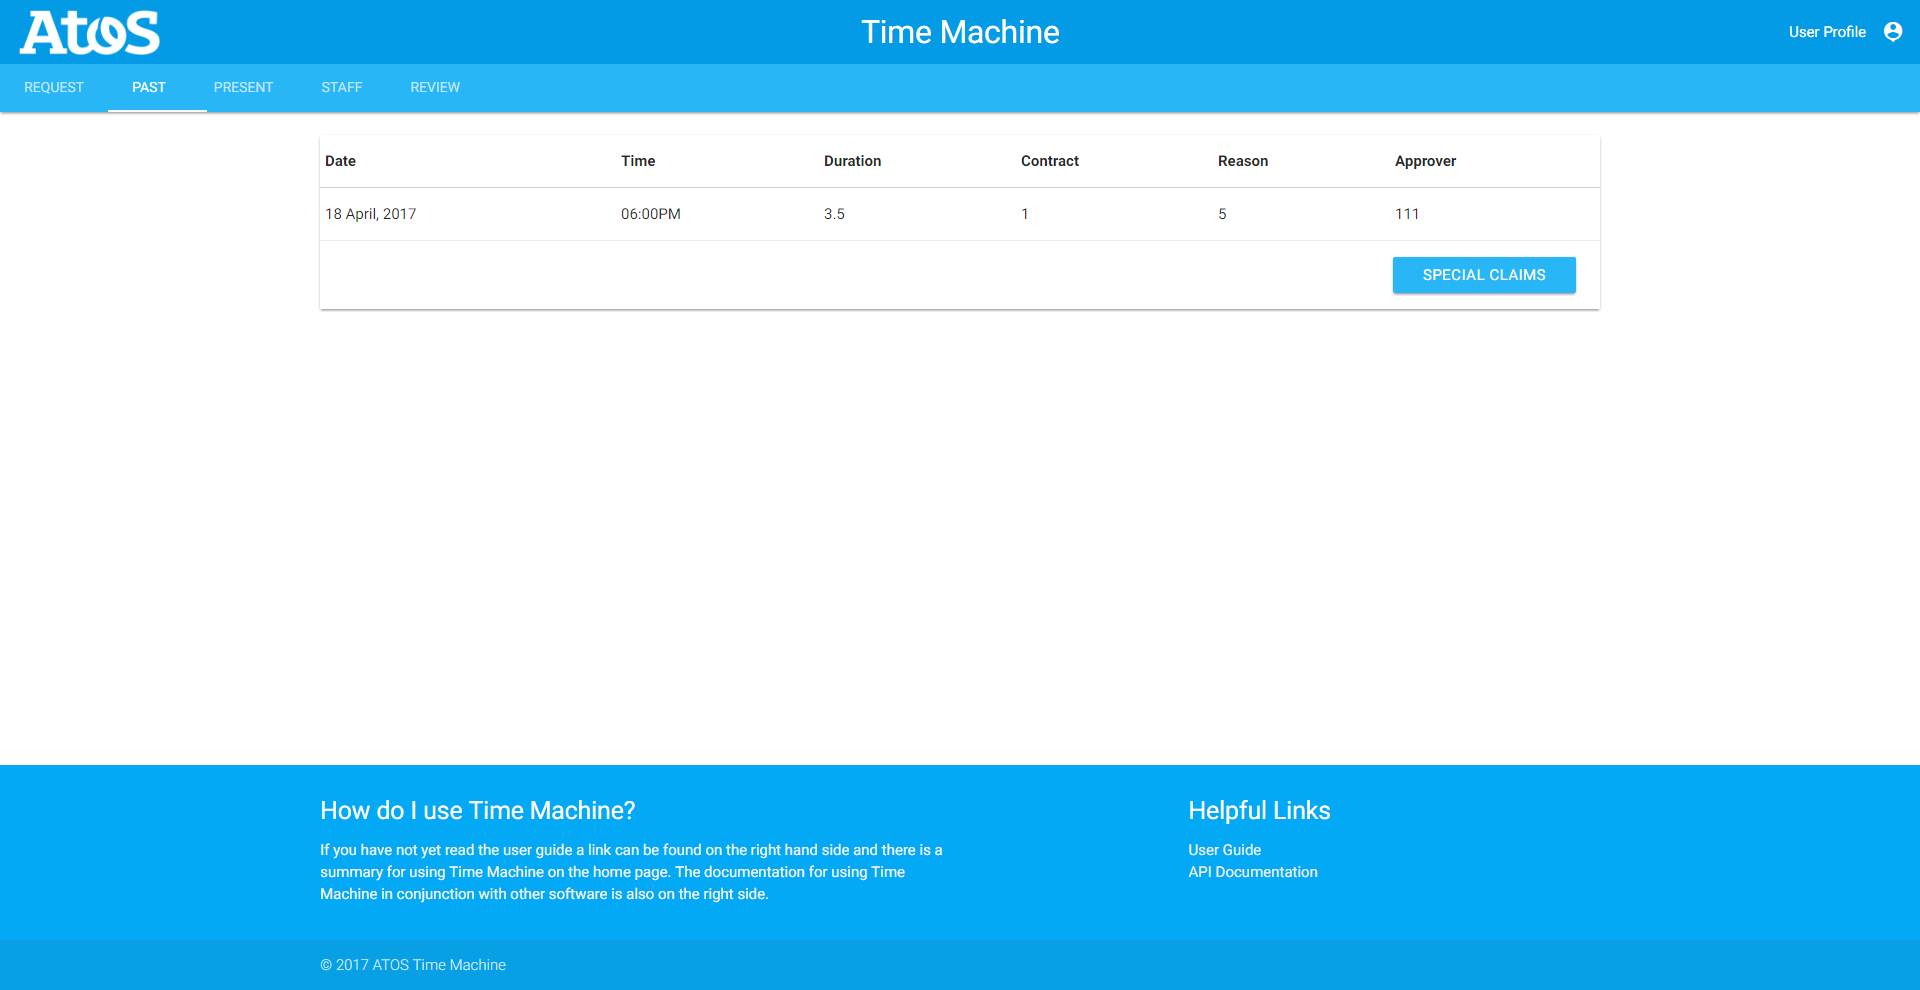 Atos
Time Machine
User Profile
REQUEST PAST PRESENT STAFF REVIEW
Date Time Duration Contract Reason Approver
18 April, 2017 06:00PM 3.5 1 5 111
SPECIAL CLAIMS
How do I use Time Machine?
If you have not yet read the user guide a link can be found on the right hand side and there is a
summary for using Time Machine on the home page. The documentation for using Time
Machine in conjunction with other software is also on the right side.
Helpful Links
User Guide
API Documentation
© 2017 ATOS Time Machine